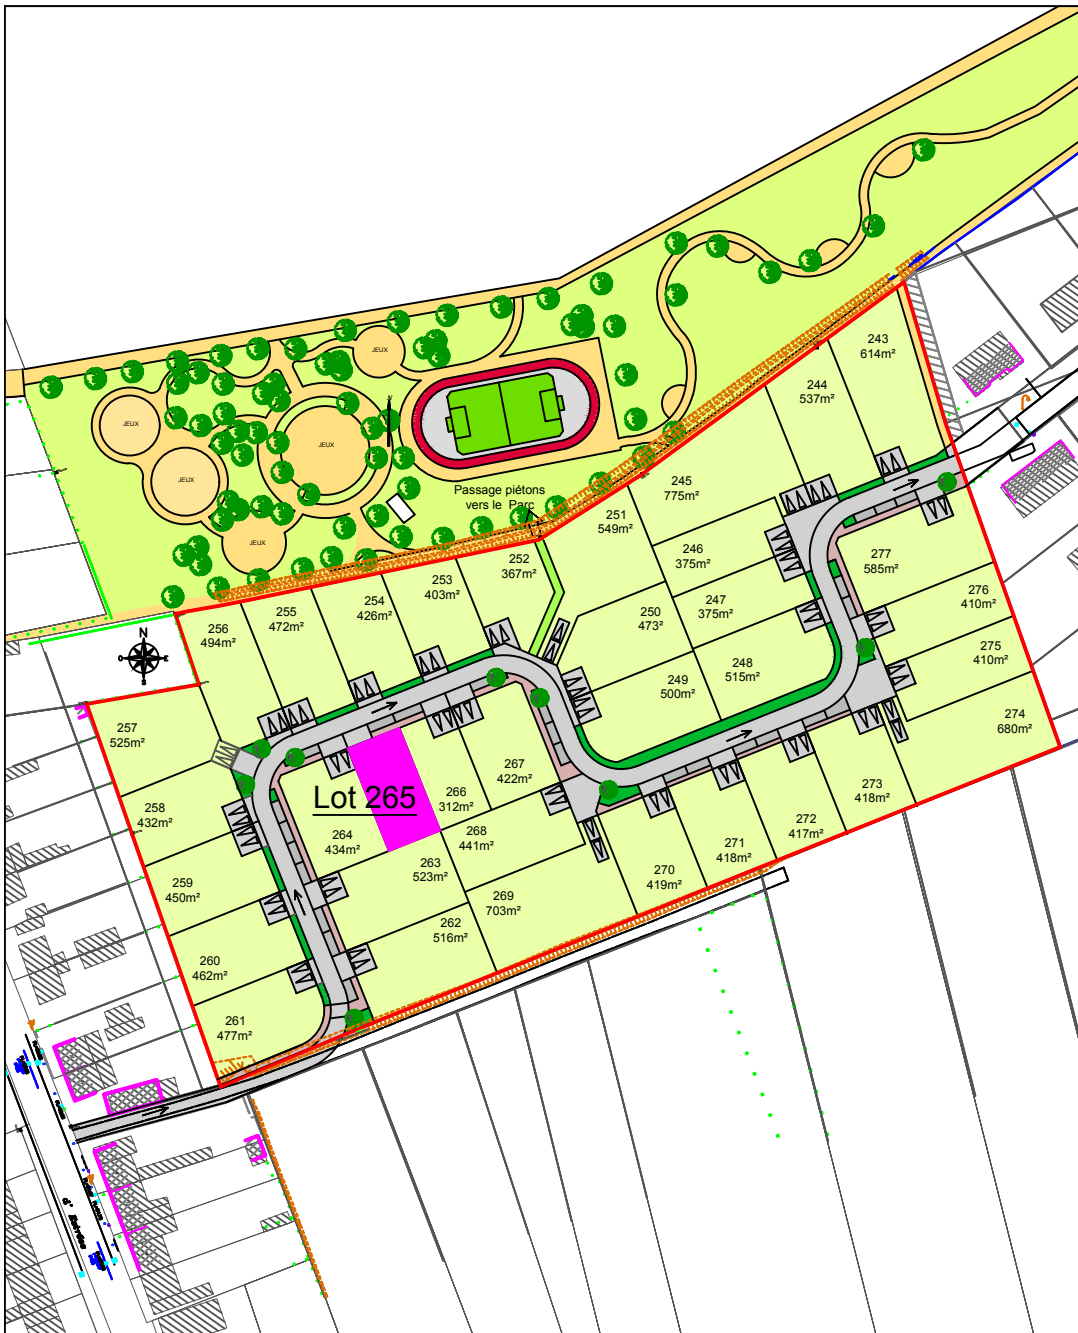 JEUX
JEUX
JEUX
JEUX
JEUX
Passage piétons
vers le Parc
N
S
243
614m²
244
537m²
245
775m²
251
549m²
246
375m²
277
585m²
252
367m²
253
403m²
254
426m²
255
472m²
256
494m²
247
375m²
276
410m²
250
473²
275
410m²
248
515m²
249
500m²
274
680m²
257
525m²
267
422m²
273
418m²
258
432m²
Lot 265
266
312m²
272
417m²
264
434m²
268
441m²
271
418m²
263
523m²
270
419m²
259
450m²
269
703m²
262
516m²
260
462m²
261
477m²